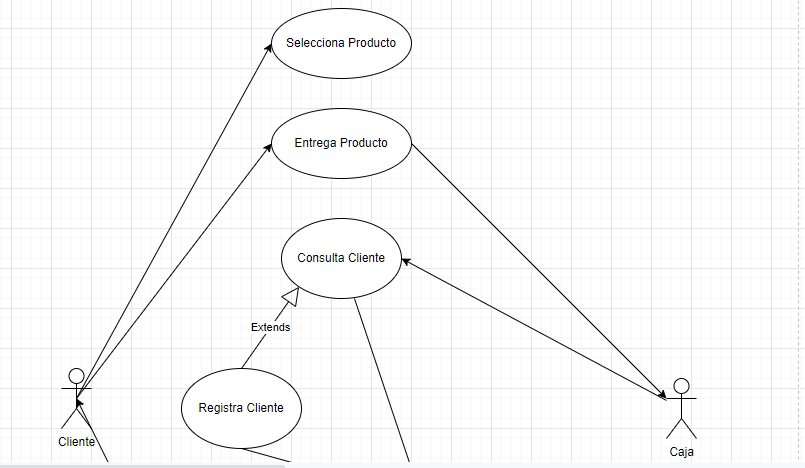 Selecciona Producto
Entrega Producto
Consulta Cliente
Extends
Registra Cliente
Cliente
Caja